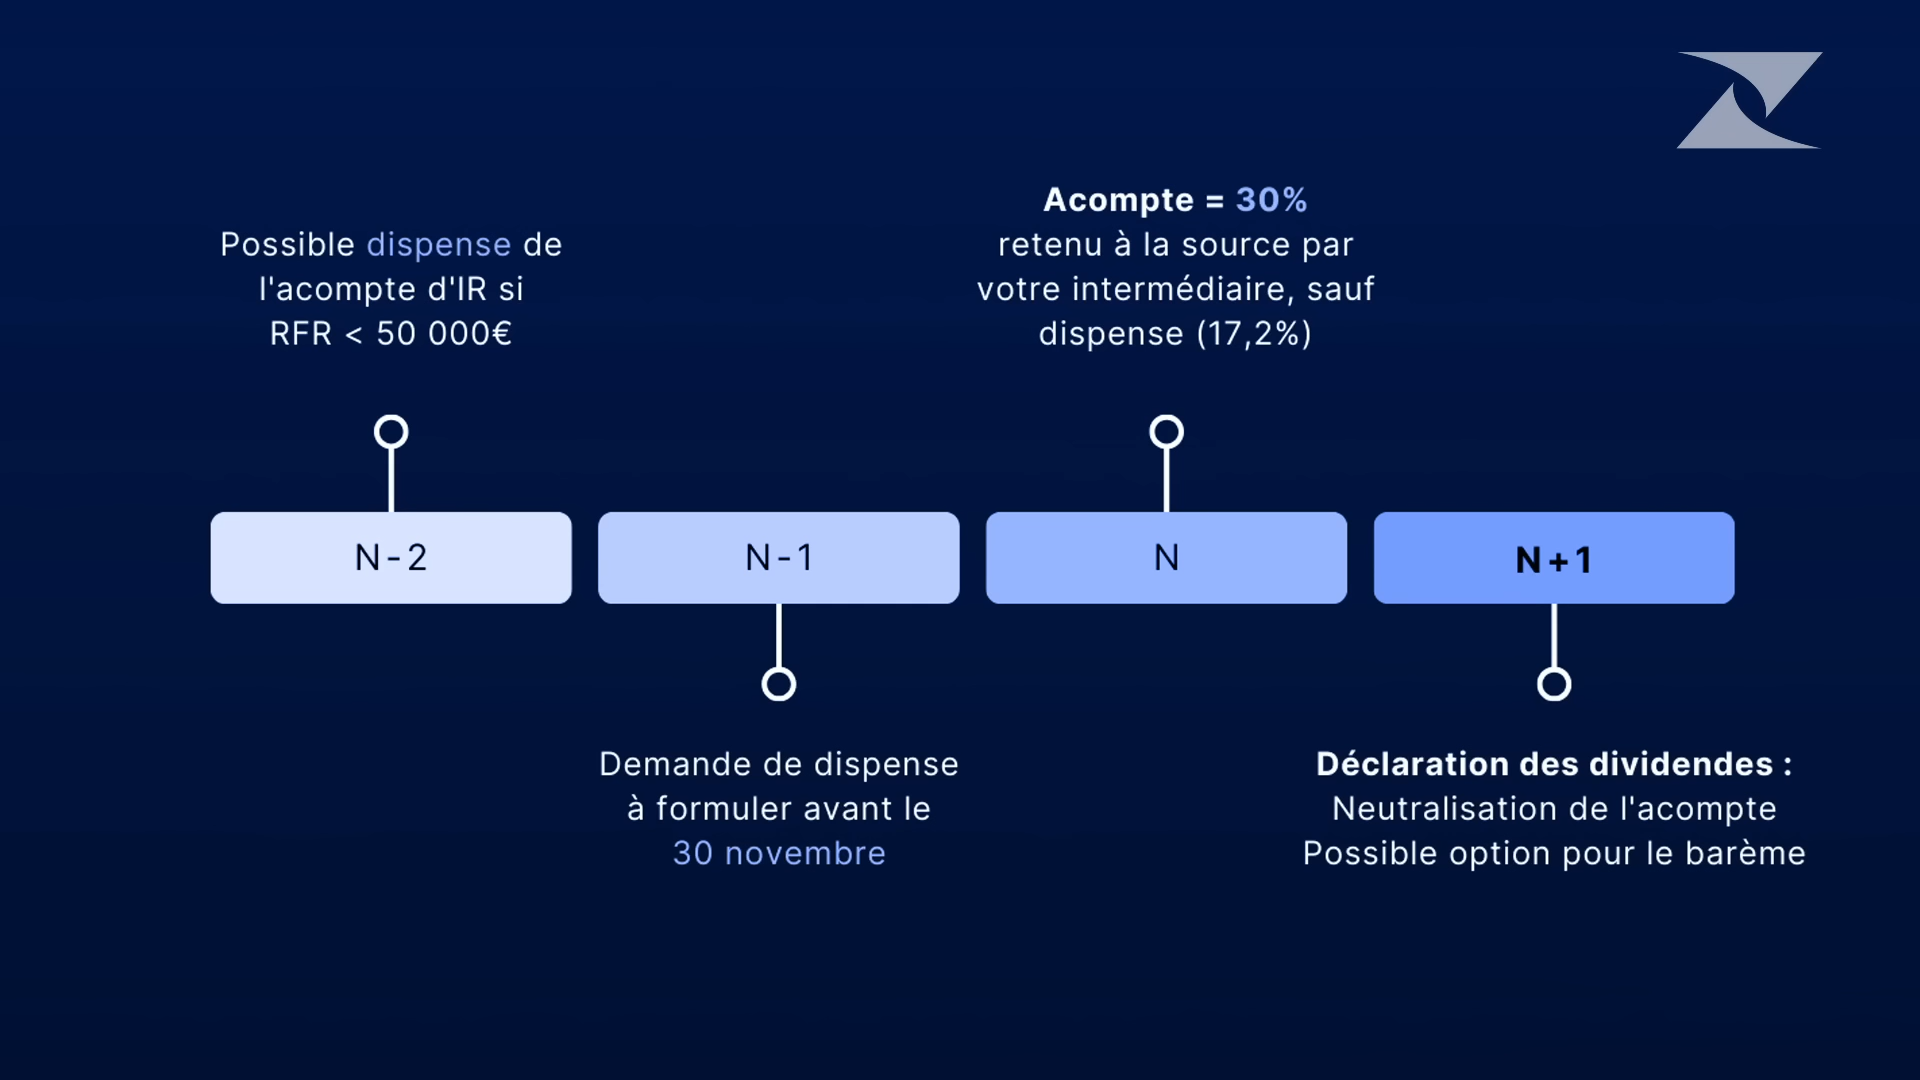 Possible dispense de
l'acompte d'IR si
RFR < 50 000€
Acompte = 30%
retenu à la source par
votre intermédiaire, sauf
dispense (17,2%)
N-2
N-1
N
N+1
Demande de dispense
à formuler avant le
30 novembre
Déclaration des dividendes :
Neutralisation de l'acompte
Possible option pour le barème